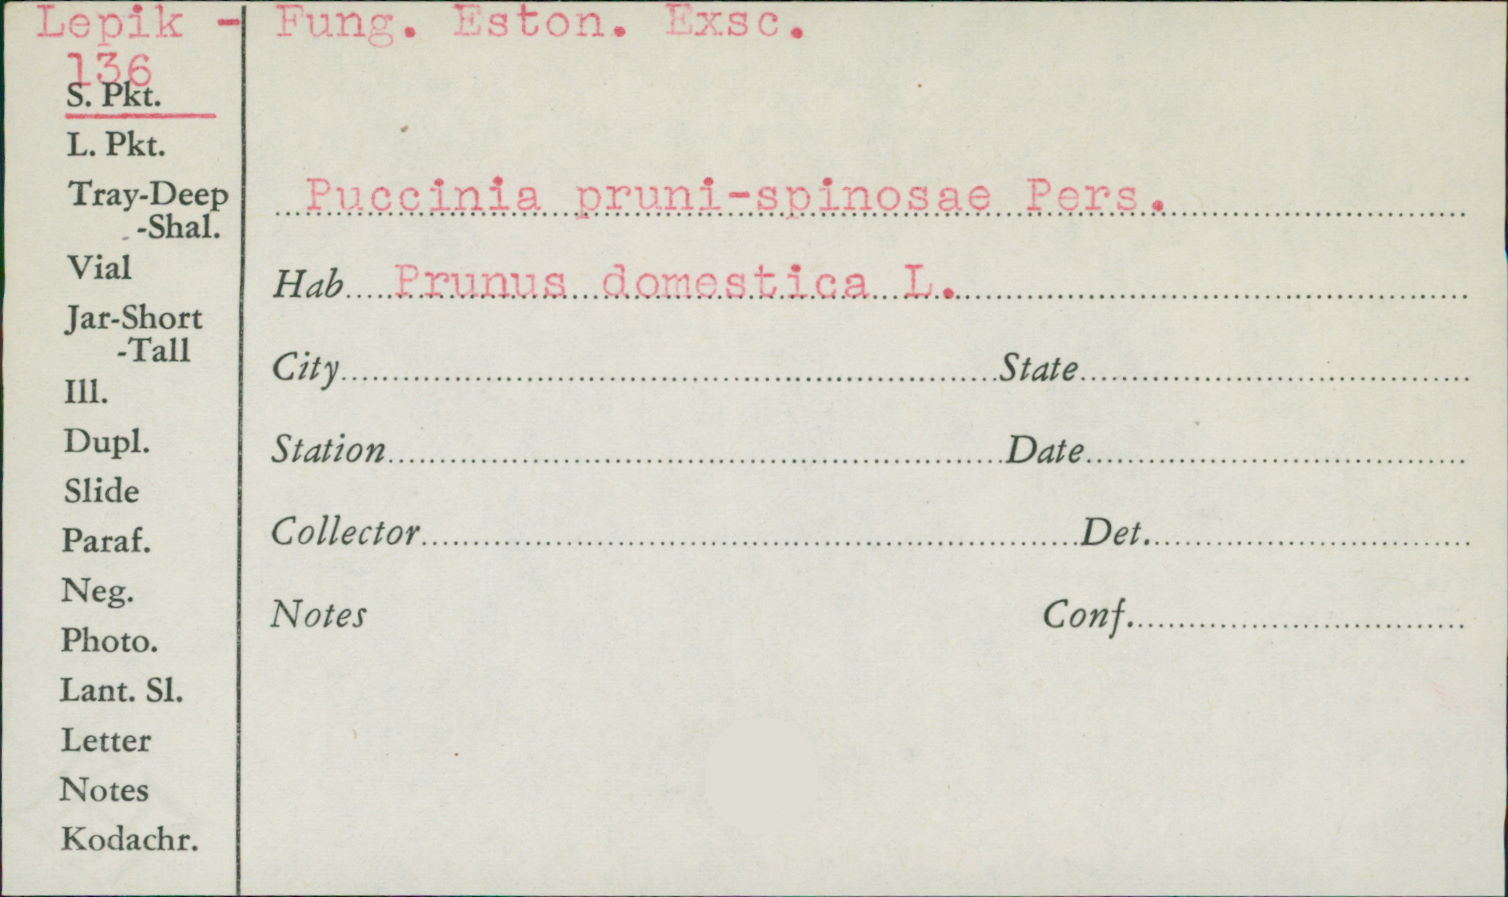 Lepik - Fung. Eston. Exsc.
136
S. Pkt.
L. Pkt.
Tray-Deep
-Shal.
Vial
Jar-Short
-Tall
Ill.
Dupl.
Slide
Paraf.
Neg.
Photo.
Lant. Sl.
Letter
Notes
Kodachr.
Puccinia pruni-spinosae Pers.
Hab Prunus domestica L.
City State
Station Date
Collector Det.
Notes Conf.